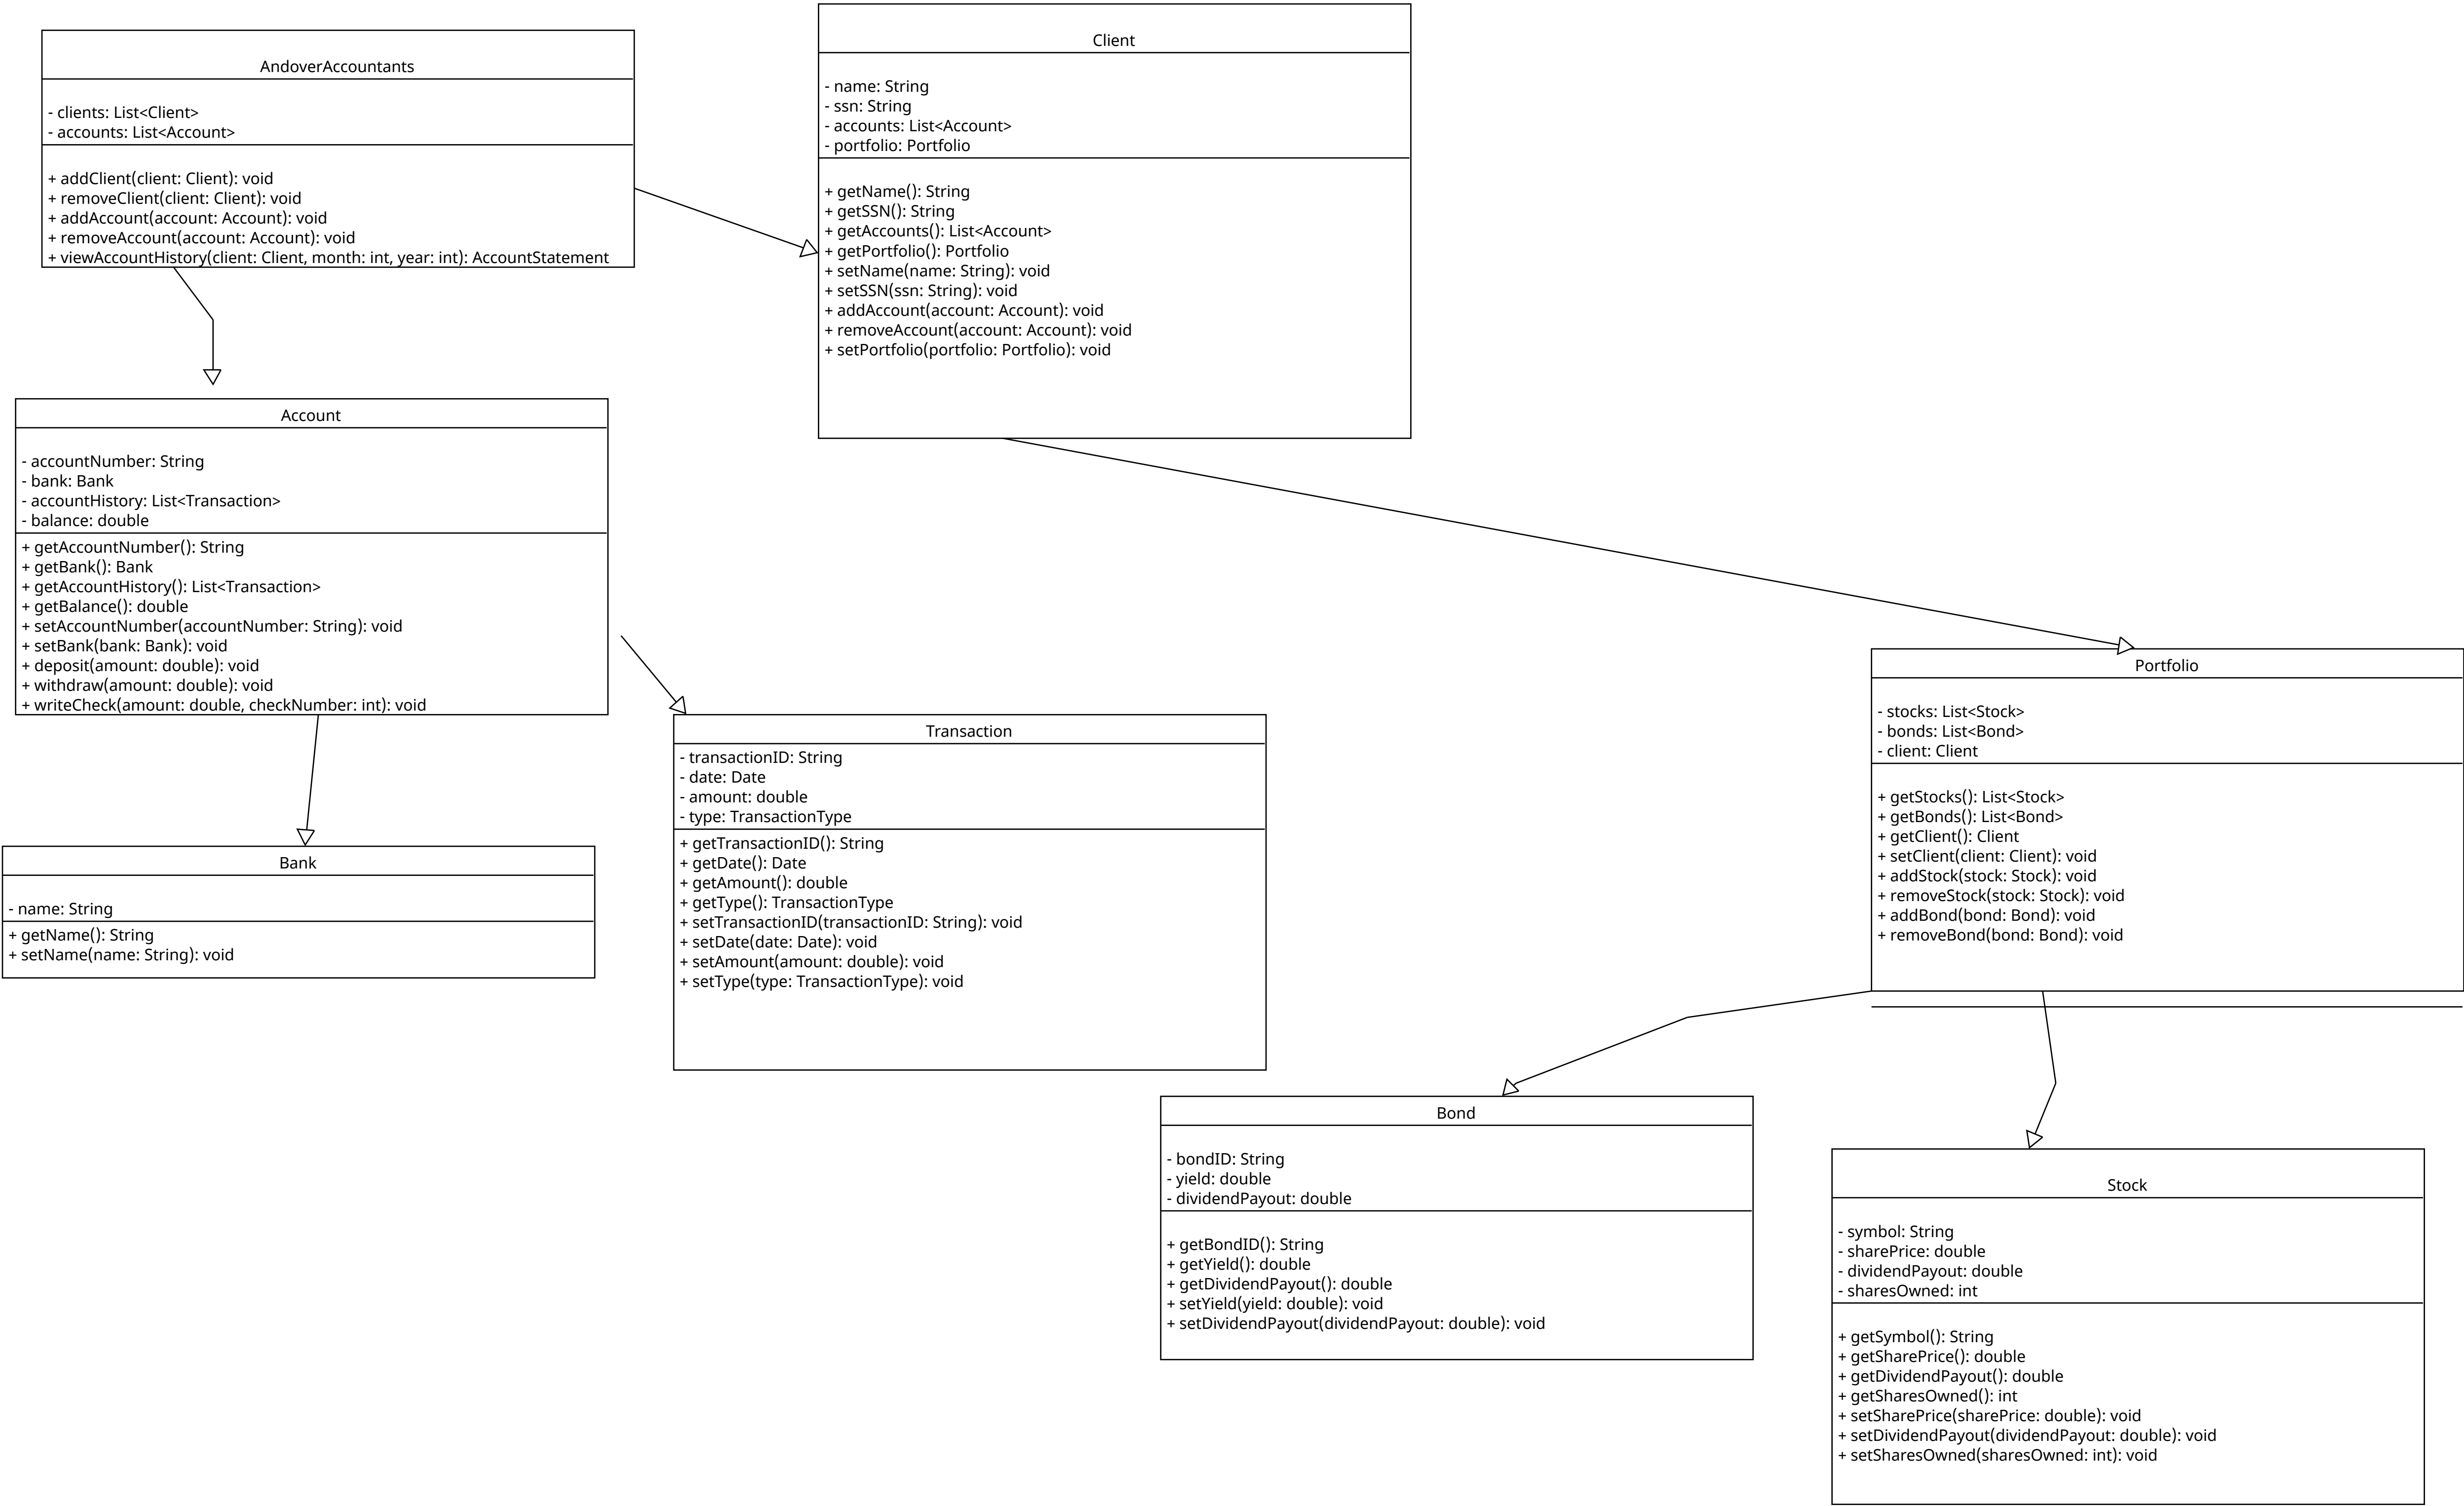 AndoverAccountants
- clients: List<Client>
- accounts: List<Account>
+ addClient(client: Client): void
+ removeClient(client: Client): void
+ addAccount(account: Account): void
+ removeAccount(account: Account): void
+ viewAccountHistory(client: Client, month: int, year: int): AccountStatement
Client
- name: String
- ssn: String
- accounts: List<Account>
- portfolio: Portfolio
+ getName(): String
+ getSSN(): String
+ getAccounts(): List<Account>
+ getPortfolio(): Portfolio
+ setName(name: String): void
+ setSSN(ssn: String): void
+ addAccount(account: Account): void
+ removeAccount(account: Account): void
+ setPortfolio(portfolio: Portfolio): void
Account
- accountNumber: String
- bank: Bank
- accountHistory: List<Transaction>
- balance: double
+ getAccountNumber(): String
+ getBank(): Bank
+ getAccountHistory(): List<Transaction>
+ getBalance(): double
+ setAccountNumber(accountNumber: String): void
+ setBank(bank: Bank): void
+ deposit(amount: double): void
+ withdraw(amount: double): void
+ writeCheck(amount: double, checkNumber: int): void
Bank
- name: String
+ getName(): String
+ setName(name: String): void
Transaction
- transactionID: String
- date: Date
- amount: double
- type: TransactionType
+ getTransactionID(): String
+ getDate(): Date
+ getAmount(): double
+ getType(): TransactionType
+ setTransactionID(transactionID: String): void
+ setDate(date: Date): void
+ setAmount(amount: double): void
+ setType(type: TransactionType): void
Portfolio
- stocks: List<Stock>
- bonds: List<Bond>
- client: Client
+ getStocks(): List<Stock>
+ getBonds(): List<Bond>
+ getClient(): Client
+ setClient(client: Client): void
+ addStock(stock: Stock): void
+ removeStock(stock: Stock): void
+ addBond(bond: Bond): void
+ removeBond(bond: Bond): void
Bond
- bondID: String
- yield: double
- dividendPayout: double
+ getBondID(): String
+ getYield(): double
+ getDividendPayout(): double
+ setYield(yield: double): void
+ setDividendPayout(dividendPayout: double): void
Stock
- symbol: String
- sharePrice: double
- dividendPayout: double
- sharesOwned: int
+ getSymbol(): String
+ getSharePrice(): double
+ getDividendPayout(): double
+ getSharesOwned(): int
+ setSharePrice(sharePrice: double): void
+ setDividendPayout(dividendPayout: double): void
+ setSharesOwned(sharesOwned: int): void